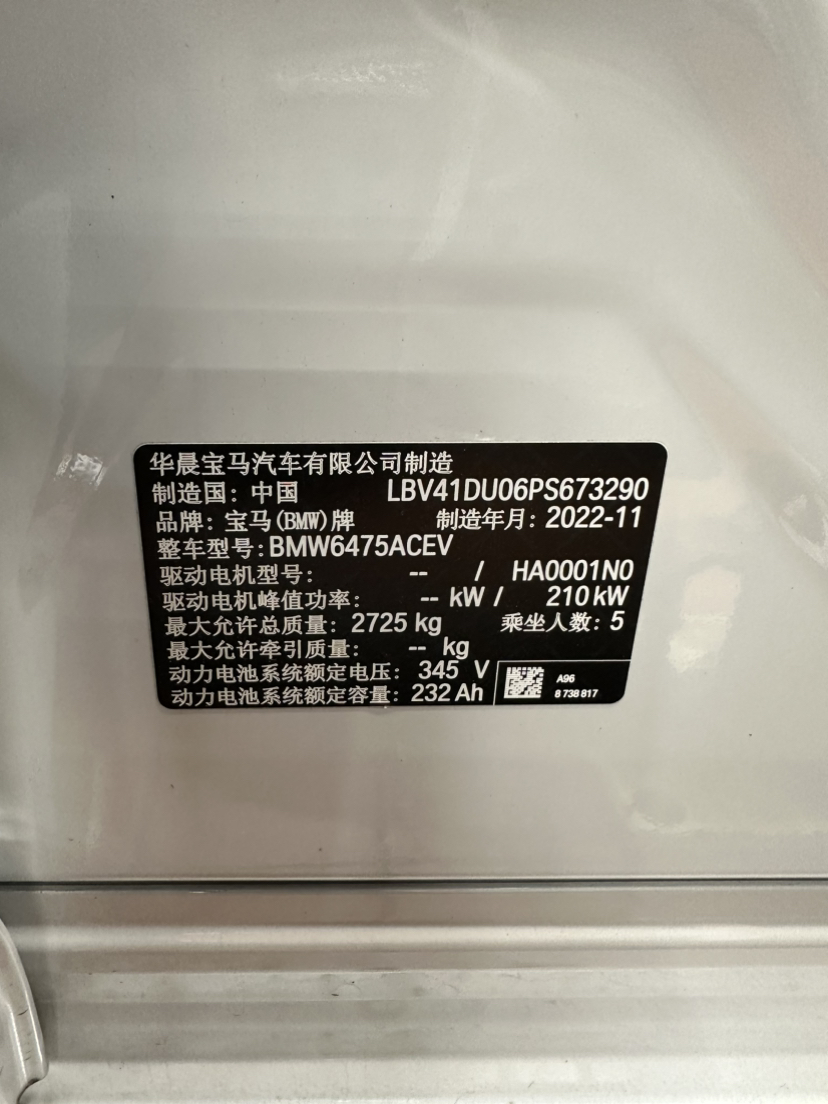 华晨宝马汽车有限公司制造
制造国：中国 LBV41DU06PS673290
品牌：宝马(BMW)牌 制造年月：2022-11
整车型号：BMW6475ACEV
驱动电机型号： -- / HA0001N0
驱动电机峰值功率： -- kW / 210 kW
最大允许总质量：2725 kg 乘坐人数：5
最大允许牵引质量： -- kg
动力电池系统额定电压：345 V
动力电池系统额定容量：232 Ah
A96
8 738 817